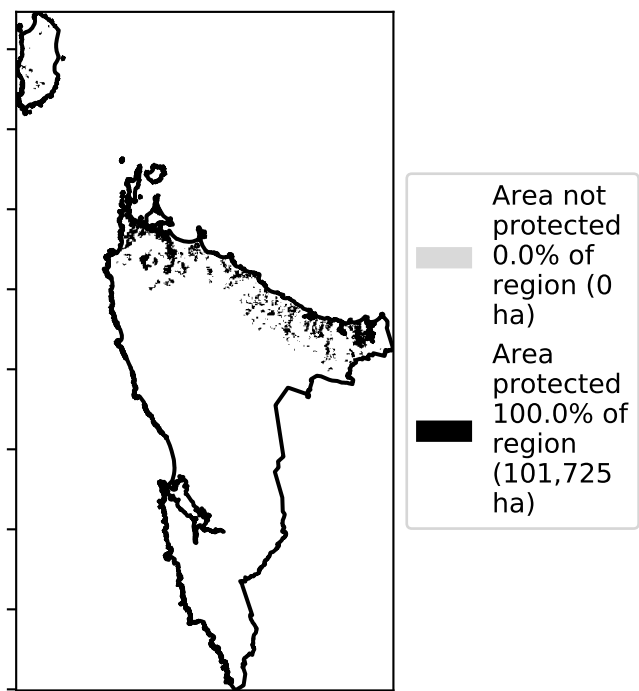 Area not
protected
0.0% of
region (0
ha)
Area
protected
100.0% of
region
(101,725
ha)